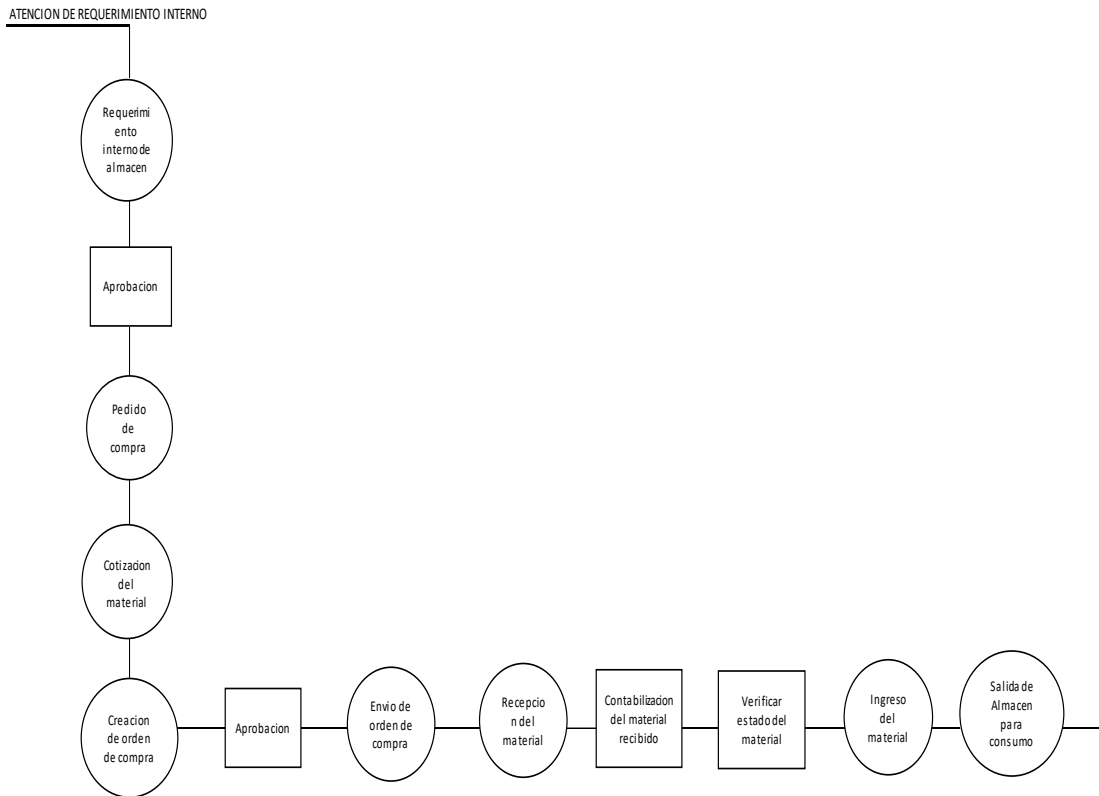 ATENCION DE REQUERIMIENTO INTERNO
Requerimi
ento
interno de
almacen
Aprobacion
Pedido
de
compra
Cotizacion
del
material
Creacion
de orden
de compra
Aprobacion
Envio de
orden de
compra
Recepcio
n del
material
Contabilizacion
del material
recibido
Verificar
estado del
material
Ingreso
del
material
Salida de
Almacen
para
consumo